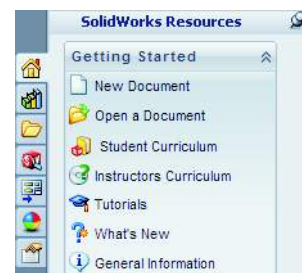 SolidWorks Resources
Getting Started
New Document
Open a Document
Student Curriculum
Instructors Curriculum
Tutorials
What's New
General Information